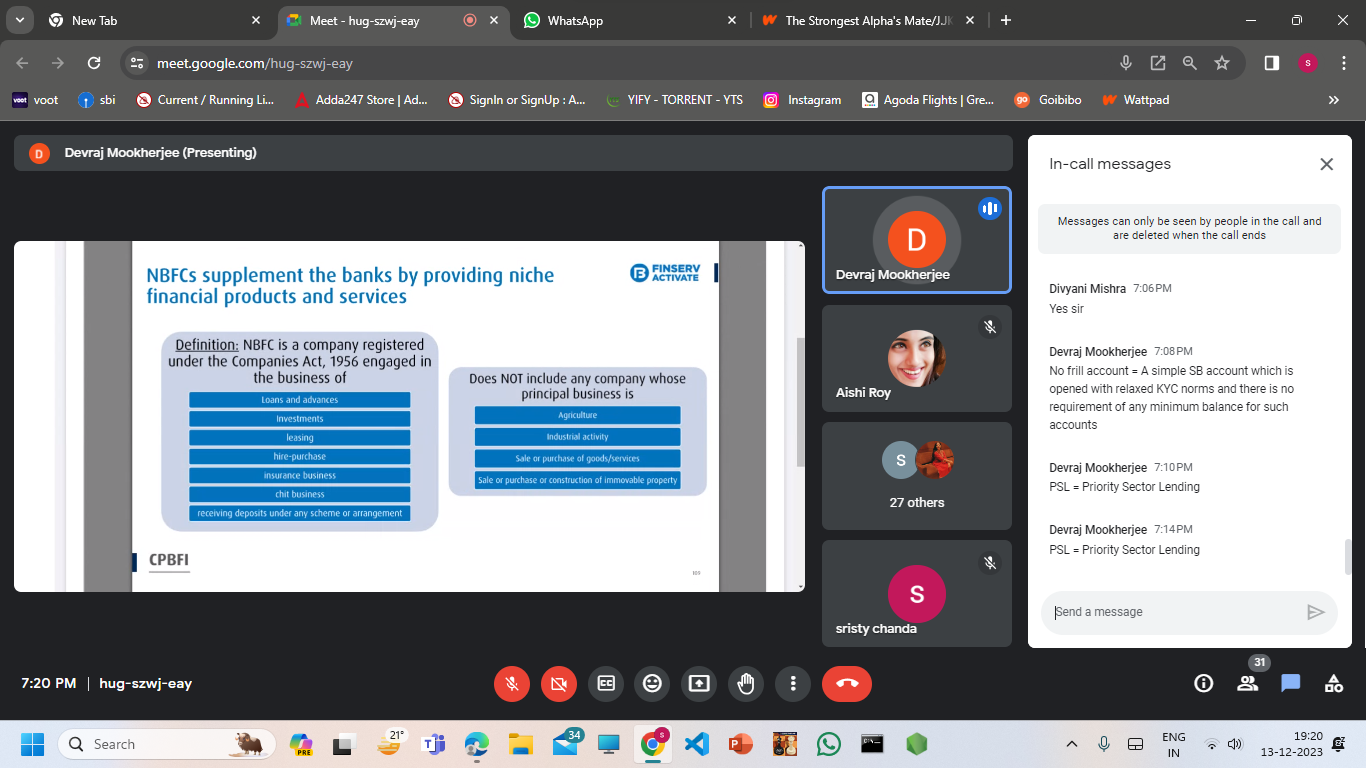 New Tab
Meet - hug-szwj-eay
WhatsApp
The Strongest Alpha's Mate/J.JK
meet.google.com/hug-szwj-eay
s
voot
voot
sbi
Current / Running Li...
Adda247 Store | Ad...
SignIn or SignUp : A...
YIFY - TORRENT - YTS
Instagram
Agoda Flights | Gre...
go
Goibibo
Wattpad
D
Devraj Mookherjee (Presenting)
NBFCs supplement the banks by providing niche
financial products and services
FINSERV
ACTIVATE
Definition: NBFC is a company registered
under the Companies Act, 1956 engaged in
the business of
Loans and advances
Investments
leasing
hire-purchase
insurance business
chit business
receiving deposits under any scheme or arrangement
Does NOT include any company whose
principal business is
Agriculture
Industrial activity
Sale or purchase of goods/services
Sale or purchase or construction of immovable property
CPBFI
D
Devraj Mookherjee
Aishi Roy
S
27 others
S
sristy chanda
In-call messages
Messages can only be seen by people in the call and
are deleted when the call ends
Divyani Mishra 7:06 PM
Yes sir
Devraj Mookherjee 7:08 PM
No frill account = A simple SB account which is
opened with relaxed KYC norms and there is no
requirement of any minimum balance for such
accounts
Devraj Mookherjee 7:10 PM
PSL = Priority Sector Lending
Devraj Mookherjee 7:14 PM
PSL = Priority Sector Lending
Send a message
7:20 PM | hug-szwj-eay
CC
31
Search
PRE
21°
34
s
ENG
IN
19:20
13-12-2023